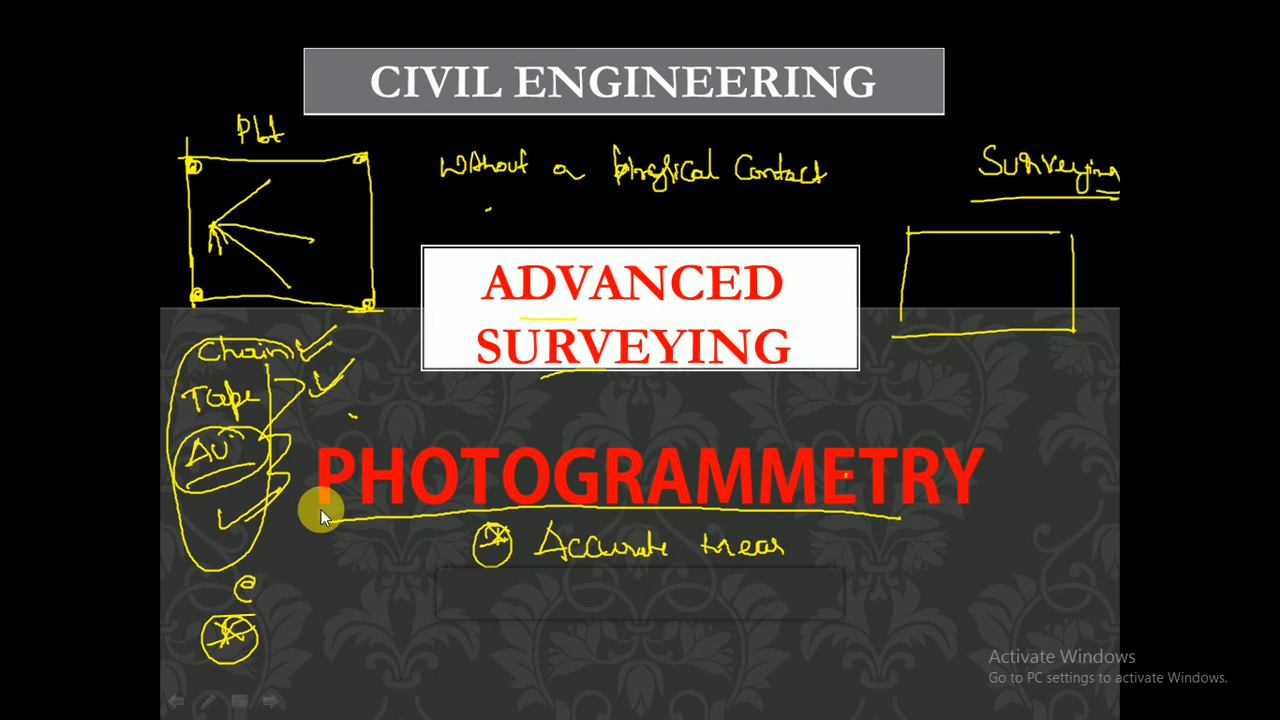 CIVIL ENGINEERING
Plot
Without a physical Contact
Surveying
ADVANCED
SURVEYING
Chain
Tape
PHOTOGRAMMETRY
Accurate meas
Activate Windows
Go to PC settings to activate Windows.